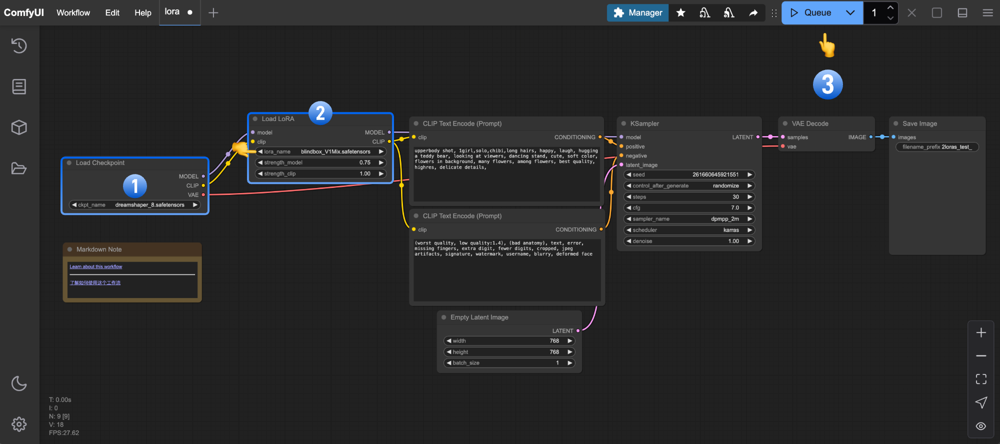 ComfyUI Workflow Edit Help lora
Manager Queue 1
3
2
Load LoRA
model MODEL
clip CLIP
lora_name blindbox_V1Mix.safetensors
strength_model 0.75
strength_clip 1.00
Load Checkpoint
MODEL
1
CLIP
VAE
ckpt_name dreamshaper_8.safetensors
Markdown Note
Learn about this workflow
了解如何使用这个工作流
CLIP Text Encode (Prompt)
clip CONDITIONING
upperbody shot, 1girl,solo,chibi,long hairs, happy, laugh, hugging
a teddy bear, looking at viewers, dancing stand, cute, soft color,
flowers in background, many flowers, among flowers, best quality,
highres, delicate details,
CLIP Text Encode (Prompt)
clip CONDITIONING
(worst quality, low quality:1.4), (bad anatomy), text, error,
missing fingers, extra digit, fewer digits, cropped, jpeg
artifacts, signature, watermark, username, blurry, deformed face
Empty Latent Image
LATENT
width 768
height 768
batch_size 1
KSampler
model LATENT
positive
negative
latent_image
seed 261660645921551
control_after_generate randomize
steps 30
cfg 7.0
sampler_name dpmpp_2m
scheduler karras
denoise 1.00
VAE Decode
samples IMAGE
vae
Save Image
images
filename_prefix 2loras_test_
T: 0.00s
I: 0
N: 9 [9]
V: 18
FPS:27.62